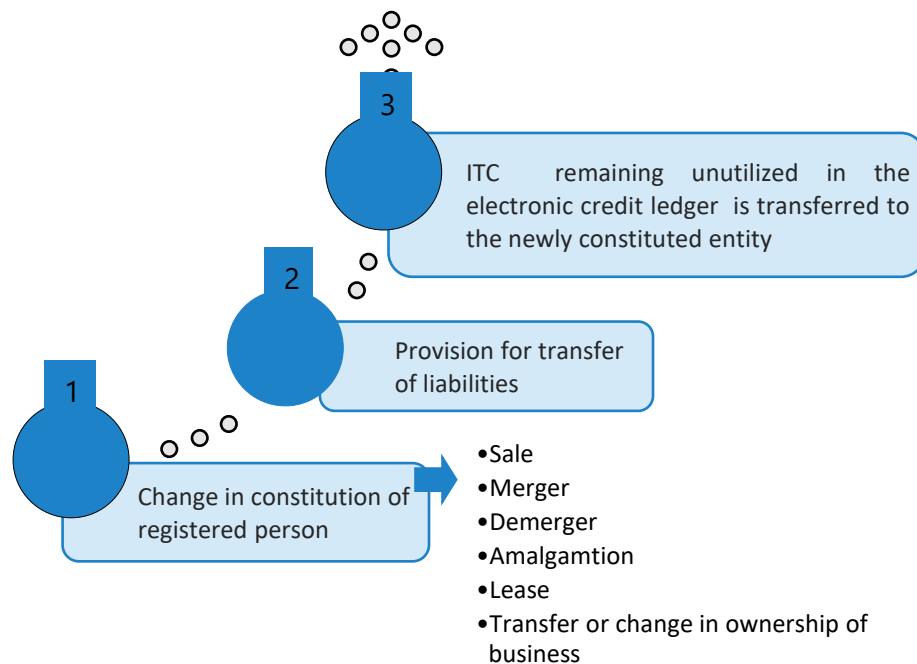 3
ITC remaining unutilized in the
electronic credit ledger is transferred to
the newly constituted entity
2
Provision for transfer
of liabilities
1
Change in constitution of
registered person
•Sale
•Merger
•Demerger
•Amalgamtion
•Lease
•Transfer or change in ownership of
business